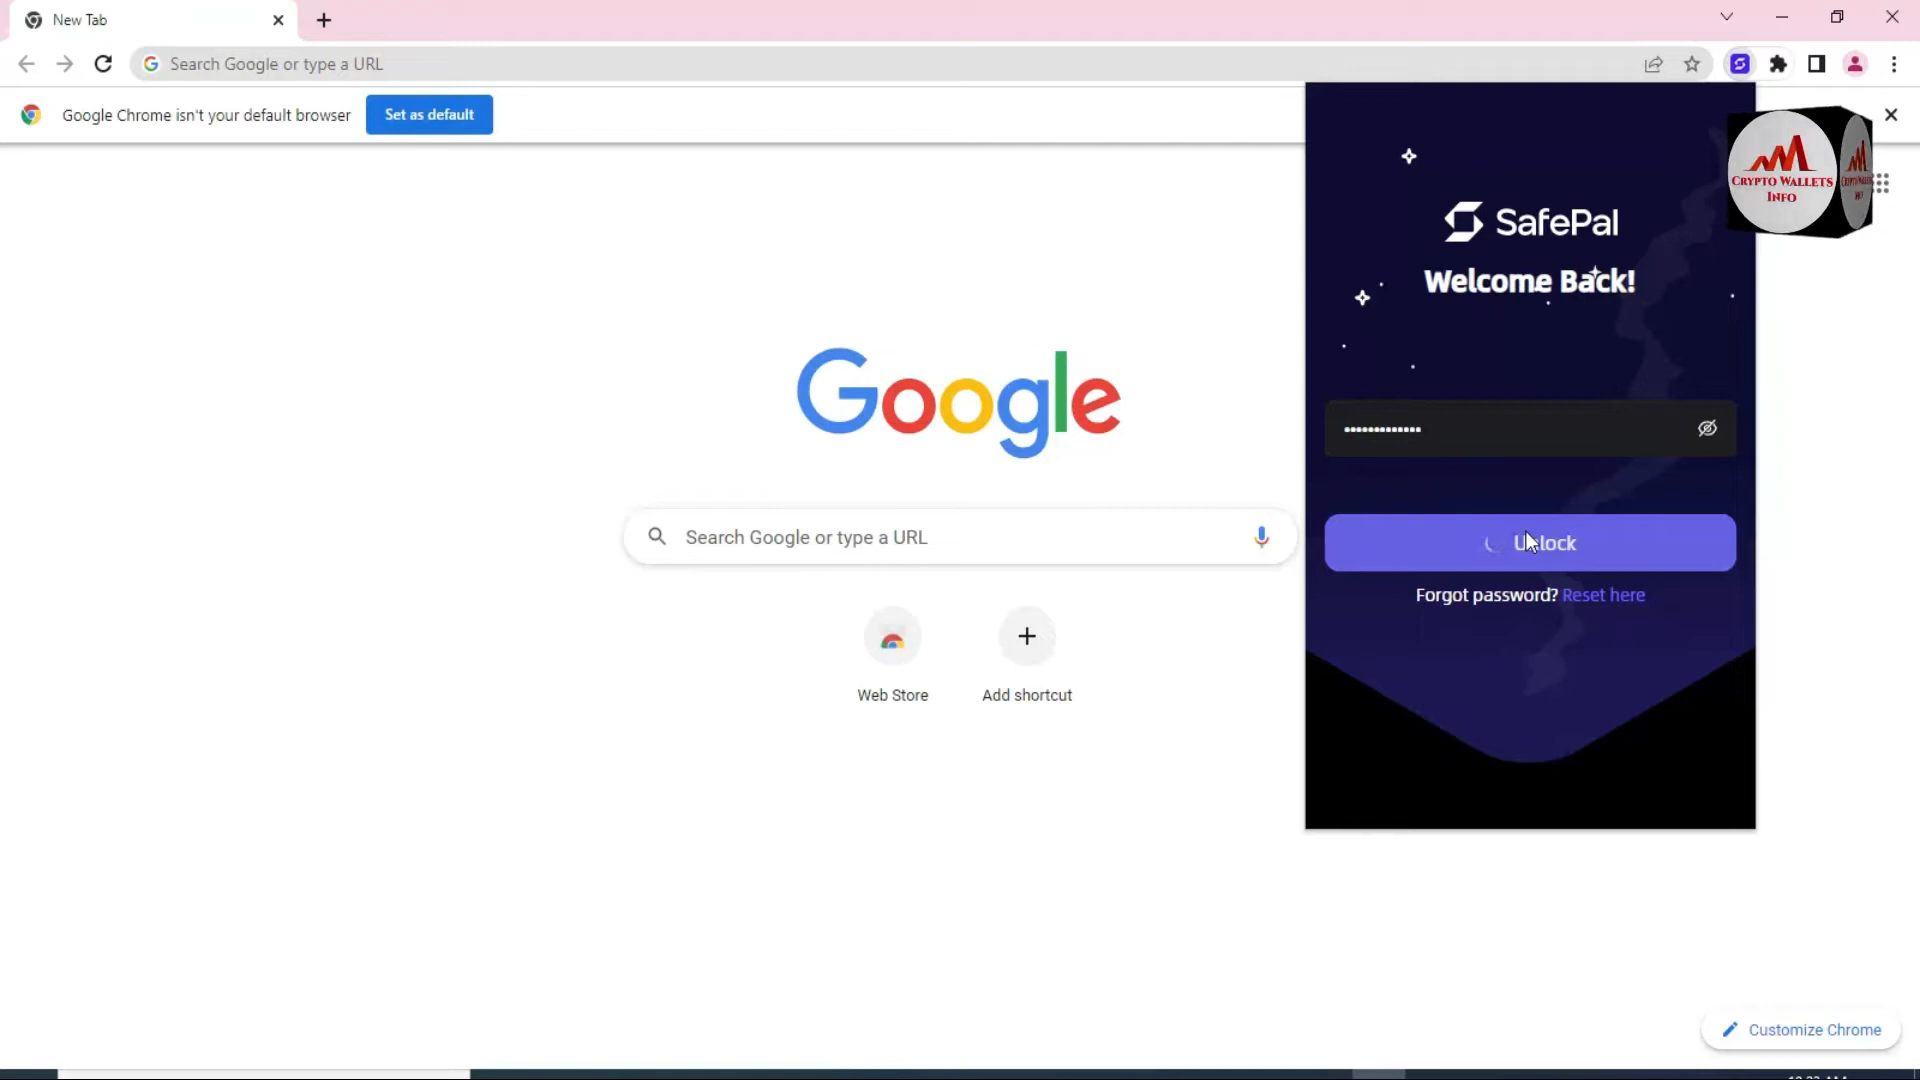 New Tab
Search Google or type a URL
Google Chrome isn't your default browser
Set as default
CRYPTO WALLETS
INFO
SafePal
Welcome Back!
Google
Search Google or type a URL
Unlock
Forgot password? Reset here
Web Store
Add shortcut
Customize Chrome